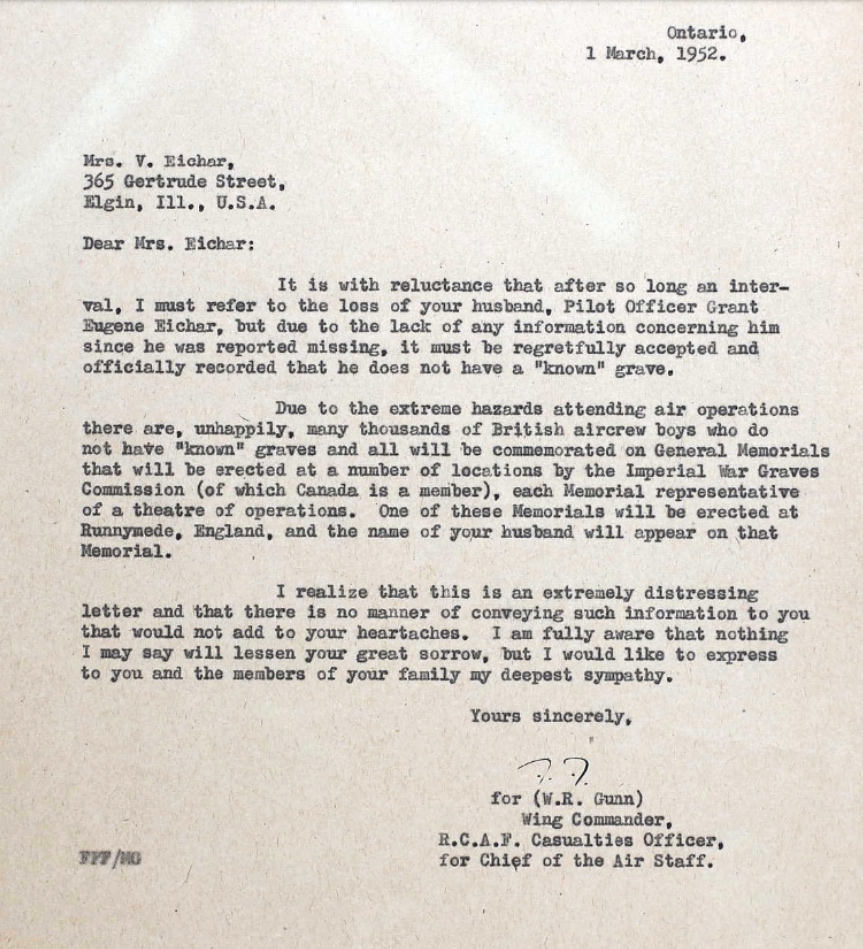 Ontario,
1 March, 1952.
Mrs. V. Eichar,
365 Gertrude Street,
Elgin, Ill., U.S.A.
Dear Mrs. Eichar:
It is with reluctance that after so long an inter-
val, I must refer to the loss of your husband, Pilot Officer Grant
Eugene Eichar, but due to the lack of any information concerning him
since he was reported missing, it must be regretfully accepted and
officially recorded that he does not have a "known" grave.
Due to the extreme hazards attending air operations
there are, unhappily, many thousands of British aircrew boys who do
not have "known" graves and all will be commemorated on General Memorials
that will be erected at a number of locations by the Imperial War Graves
Commission (of which Canada is a member), each Memorial representative
of a theatre of operations. One of these Memorials will be erected at
Runnymede, England, and the name of your husband will appear on that
Memorial.
I realize that this is an extremely distressing
letter and that there is no manner of conveying such information to you
that would not add to your heartaches. I am fully aware that nothing
I may say will lessen your great sorrow, but I would like to express
to you and the members of your family my deepest sympathy.
Yours sincerely,
for (W.R. Gunn)
Wing Commander,
R.C.A.F. Casualties Officer,
for Chief of the Air Staff.